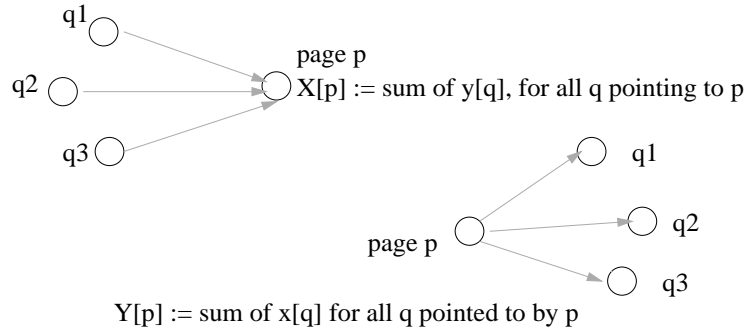 q1
q2
q3
page p
X[p] := sum of y[q], for all q pointing to p
q1
q2
q3
page p
Y[p] := sum of x[q] for all q pointed to by p